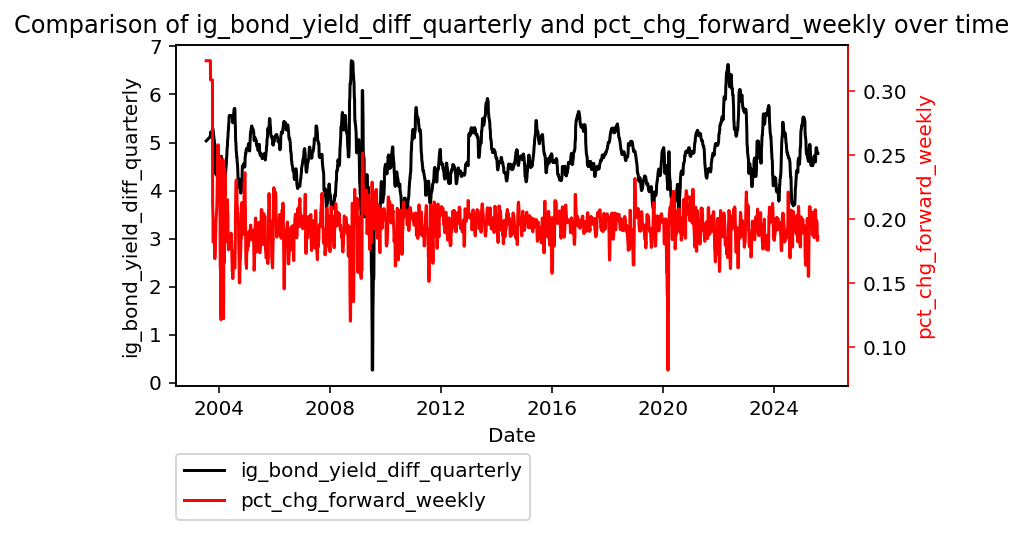 Comparison of ig_bond_yield_diff_quarterly and pct_chg_forward_weekly over time
7
6
5
4
3
2
1
0
ig_bond_yield_diff_quarterly
0.30
0.25
0.20
0.15
0.10
pct_chg_forward_weekly
2004 2008 2012 2016 2020 2024
Date
ig_bond_yield_diff_quarterly
pct_chg_forward_weekly